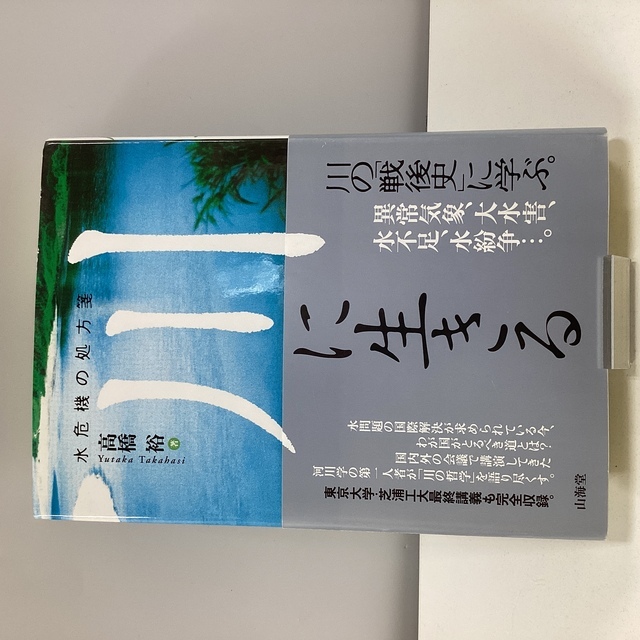 水危機の処方箋
川に生きる
高橋 裕 著
Yutaka Takahasi
川の「戦後史」に学ぶ。
異常気象、大水害、
水不足、水紛争…。
水問題の国際解決が求められている今、
わが国がとるべき道とは?
国内外の会議で講演してきた
河川学の第一人者が「川の哲学」を語り尽くす。
東京大学・芝浦工大最終講義も完全収録。
山海堂